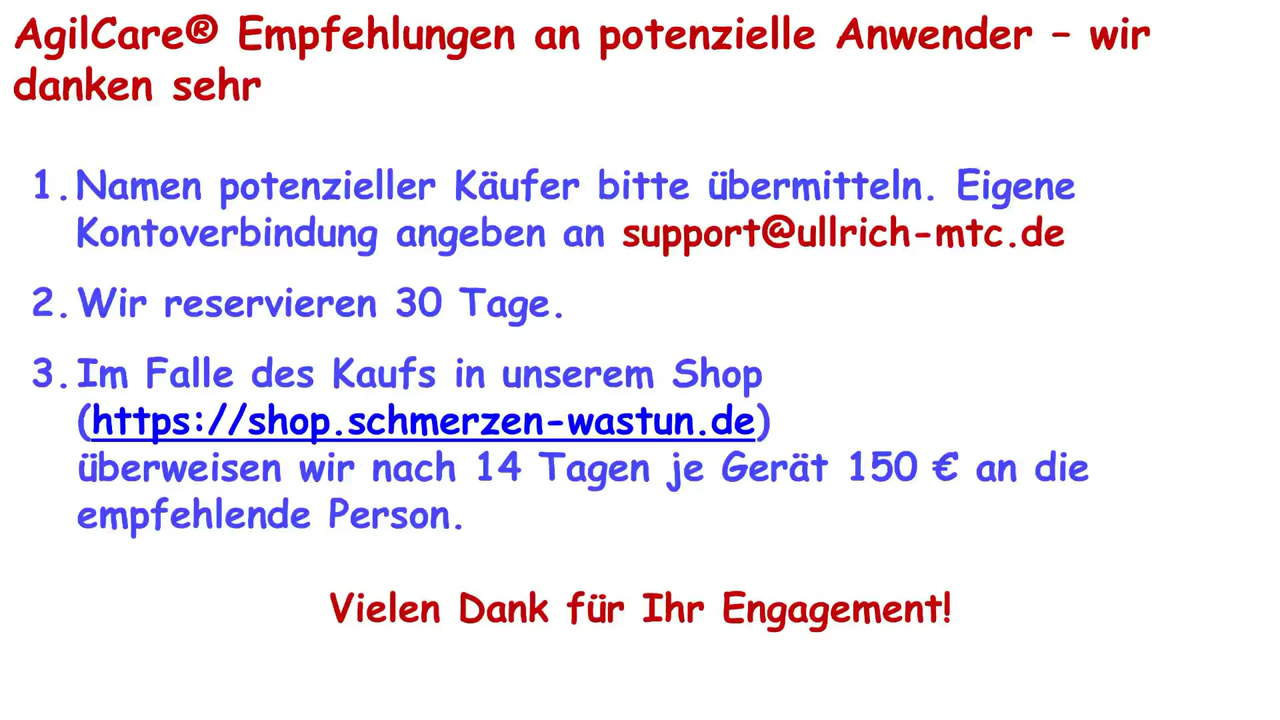 AgilCare® Empfehlungen an potenzielle Anwender – wir
danken sehr
1. Namen potenzieller Käufer bitte übermitteln. Eigene
Kontoverbindung angeben an support@ullrich-mtc.de
2. Wir reservieren 30 Tage.
3. Im Falle des Kaufs in unserem Shop
(https://shop.schmerzen-wastun.de)
überweisen wir nach 14 Tagen je Gerät 150 € an die
empfehlende Person.
Vielen Dank für Ihr Engagement!